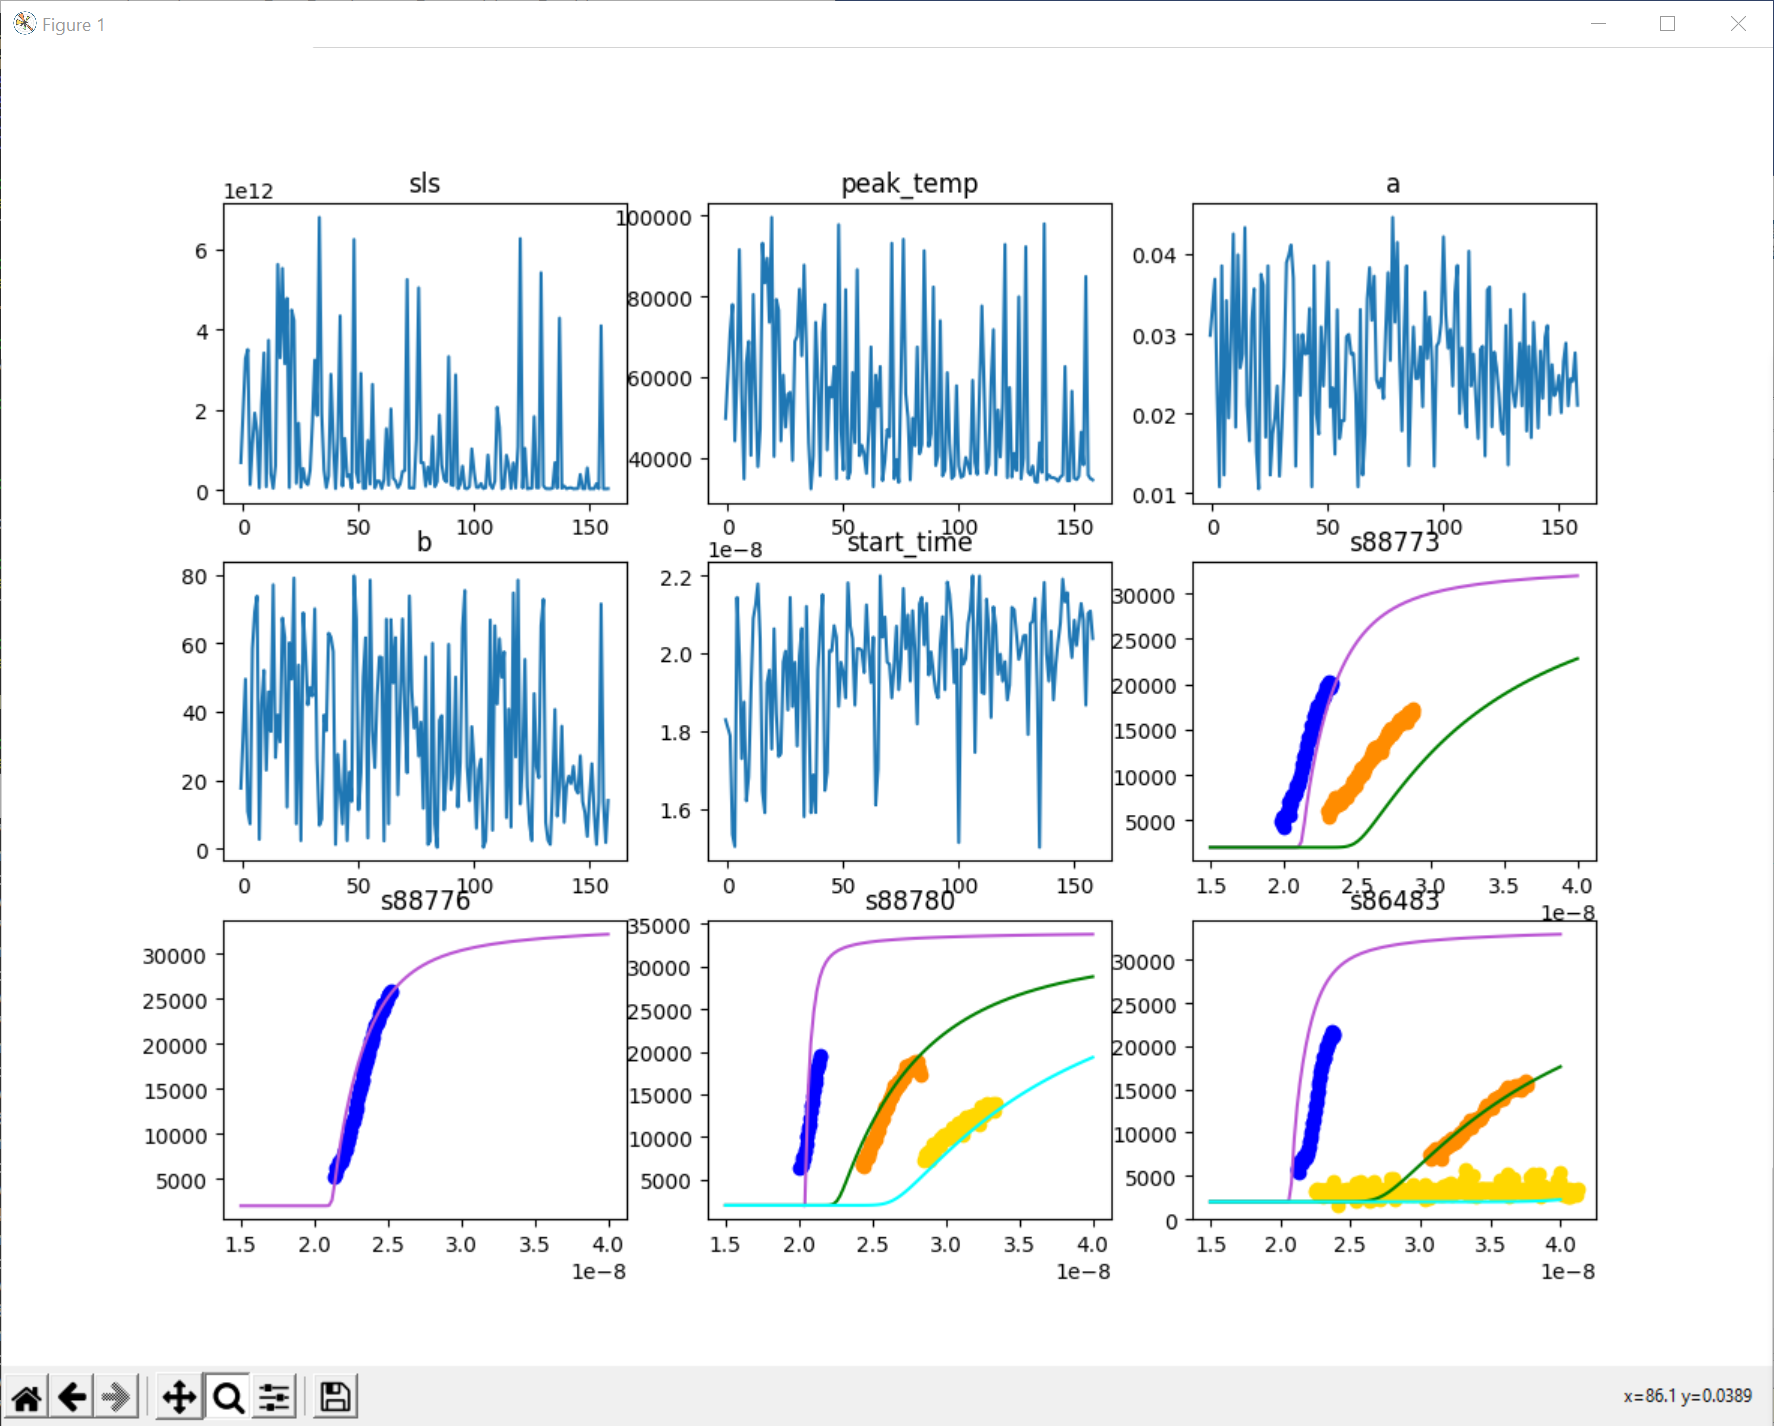 Figure 1
sls
1e12
6
4
2
0
0 50 100 150
peak_temp
100000
80000
60000
40000
0 50 100 150
a
0.04
0.03
0.02
0.01
0 50 100 150
b
80
60
40
20
0
0 50 100 150
start_time
1e−8
2.2
2.0
1.8
1.6
0 50 100 150
s88773
30000
25000
20000
15000
10000
5000
1.5 2.0 2.5 3.0 3.5 4.0
1e−8
s88776
30000
25000
20000
15000
10000
5000
1.5 2.0 2.5 3.0 3.5 4.0
1e−8
s88780
35000
30000
25000
20000
15000
10000
5000
1.5 2.0 2.5 3.0 3.5 4.0
1e−8
s86483
30000
25000
20000
15000
10000
5000
0
1.5 2.0 2.5 3.0 3.5 4.0
1e−8
x=86.1 y=0.0389